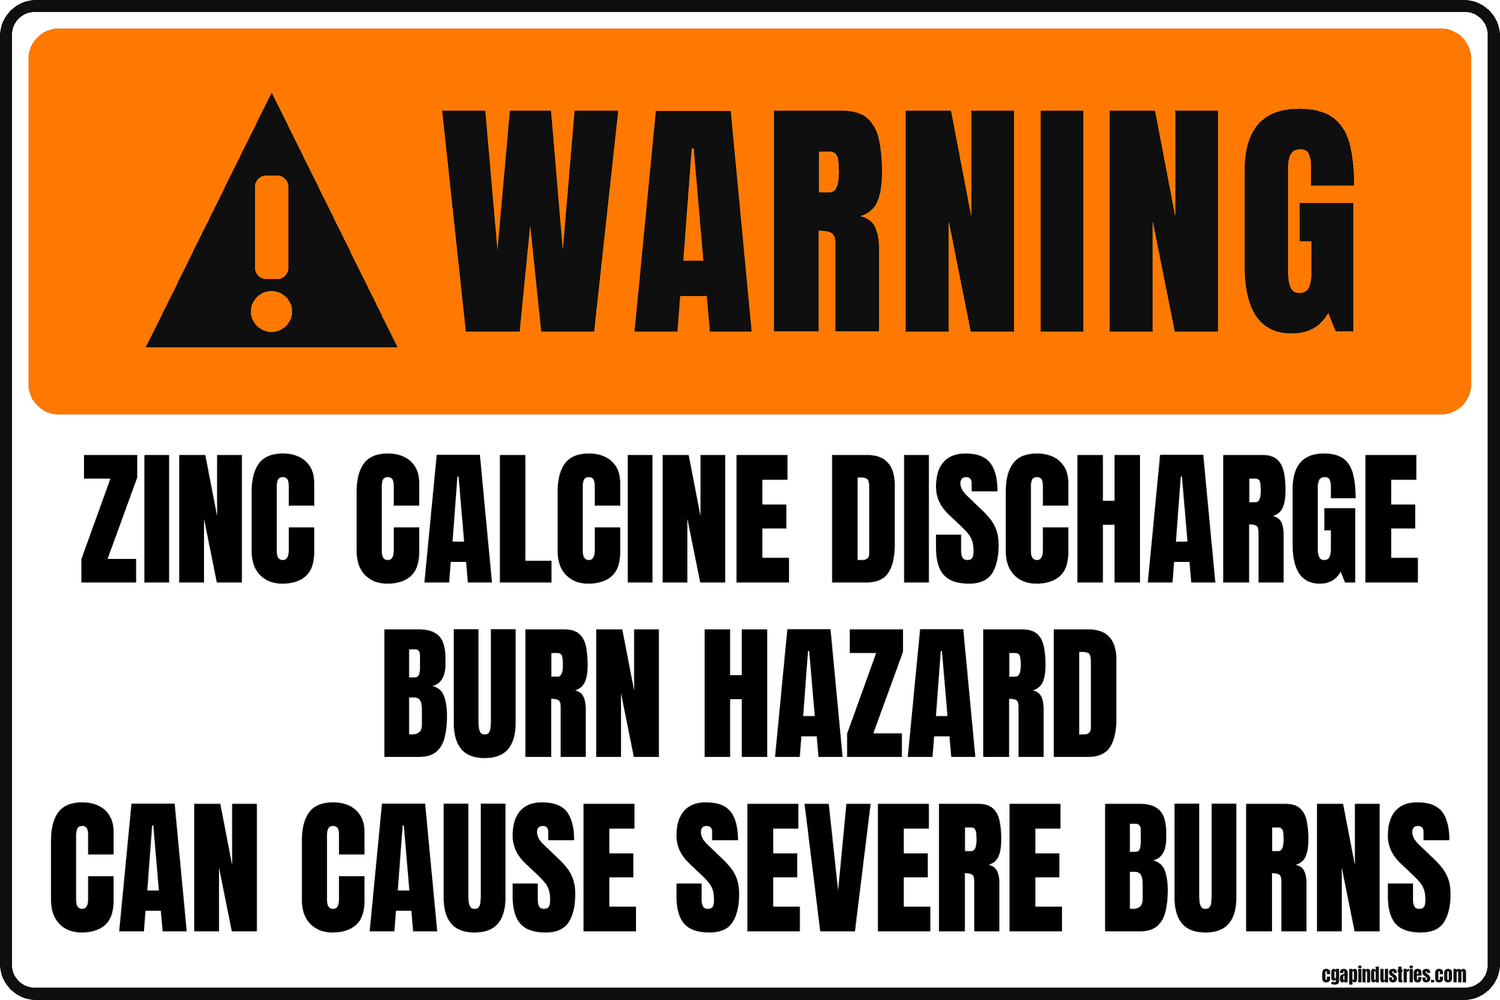 WARNING
ZINC CALCINE DISCHARGE
BURN HAZARD
CAN CAUSE SEVERE BURNS
cgapindustries.com